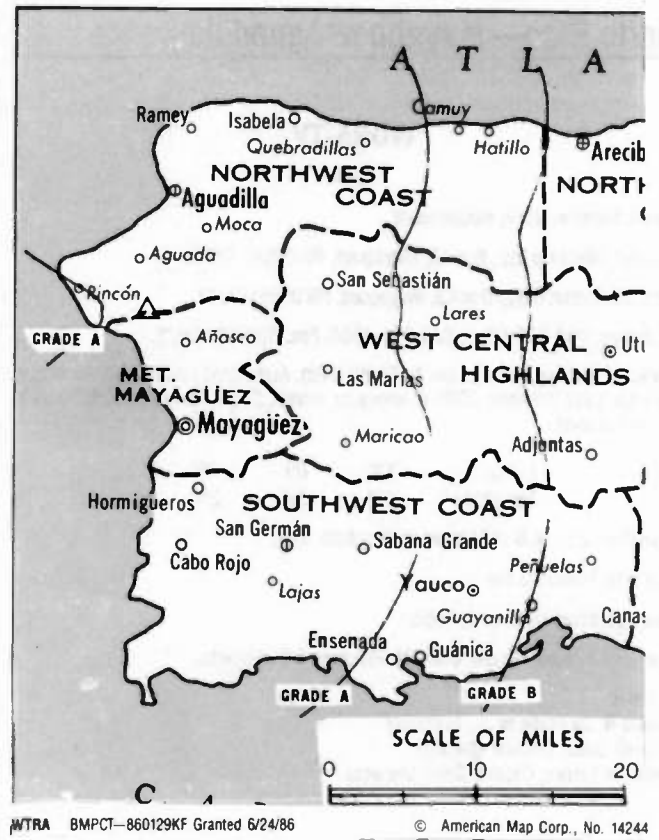 A T L A
Camuy
Ramey
Isabela
Quebradillas
Hatillo
Arecib
NORTHWEST
COAST
NORTH
Aguadilla
Moca
Aguada
San Sebastián
Rincón
Lares
GRADE A
Añasco
WEST CENTRAL
HIGHLANDS
Utu
MET.
MAYAGÜEZ
Las Marías
Mayagüez
Maricao
Adjuntas
Hormigueros
SOUTHWEST COAST
San Germán
Cabo Rojo
Sabana Grande
Peñuelas
Lajas
Yauco
Guayanilla
Canas
Ensenada
Guánica
GRADE A
GRADE B
SCALE OF MILES
0 10 20
WTRA BMPCT—860129KF Granted 6/24/86
© American Map Corp., No. 14244